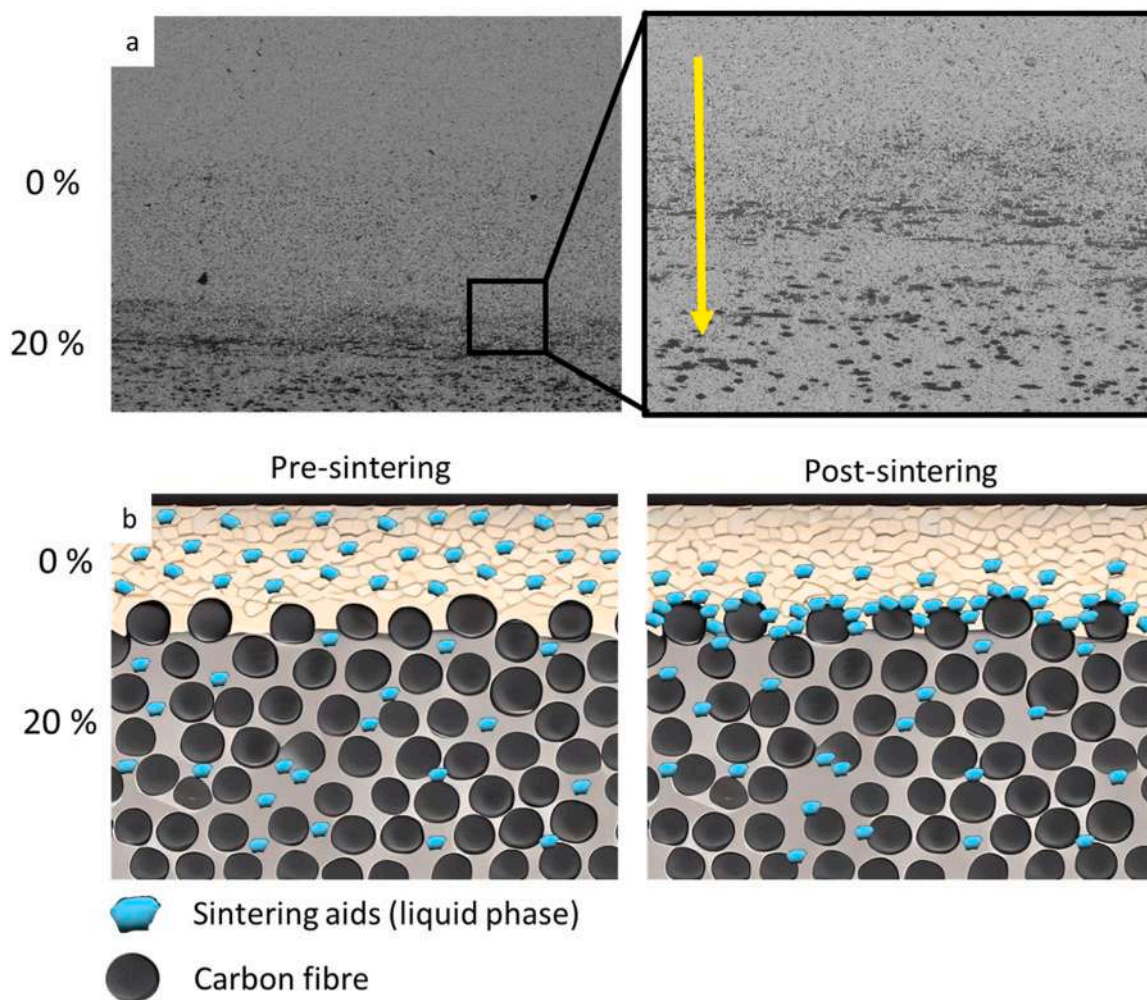 a
0 %
20 %
Pre-sintering
Post-sintering
b
0 %
20 %
Sintering aids (liquid phase)
Carbon fibre